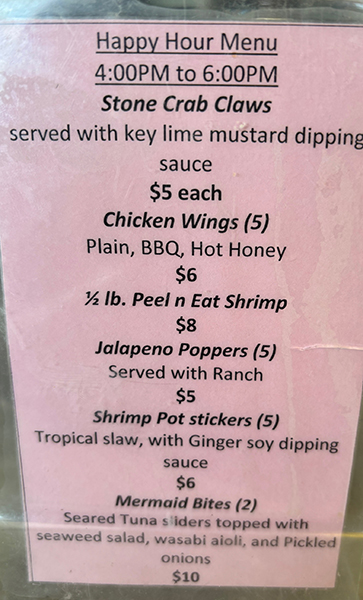 Happy Hour Menu
4:00PM to 6:00PM
Stone Crab Claws
served with key lime mustard dipping
sauce
$5 each
Chicken Wings (5)
Plain, BBQ, Hot Honey
$6
½ lb. Peel n Eat Shrimp
$8
Jalapeno Poppers (5)
Served with Ranch
$5
Shrimp Pot stickers (5)
Tropical slaw, with Ginger soy dipping
sauce
$6
Mermaid Bites (2)
Seared Tuna sliders topped with
seaweed salad, wasabi aioli, and Pickled
onions
$10